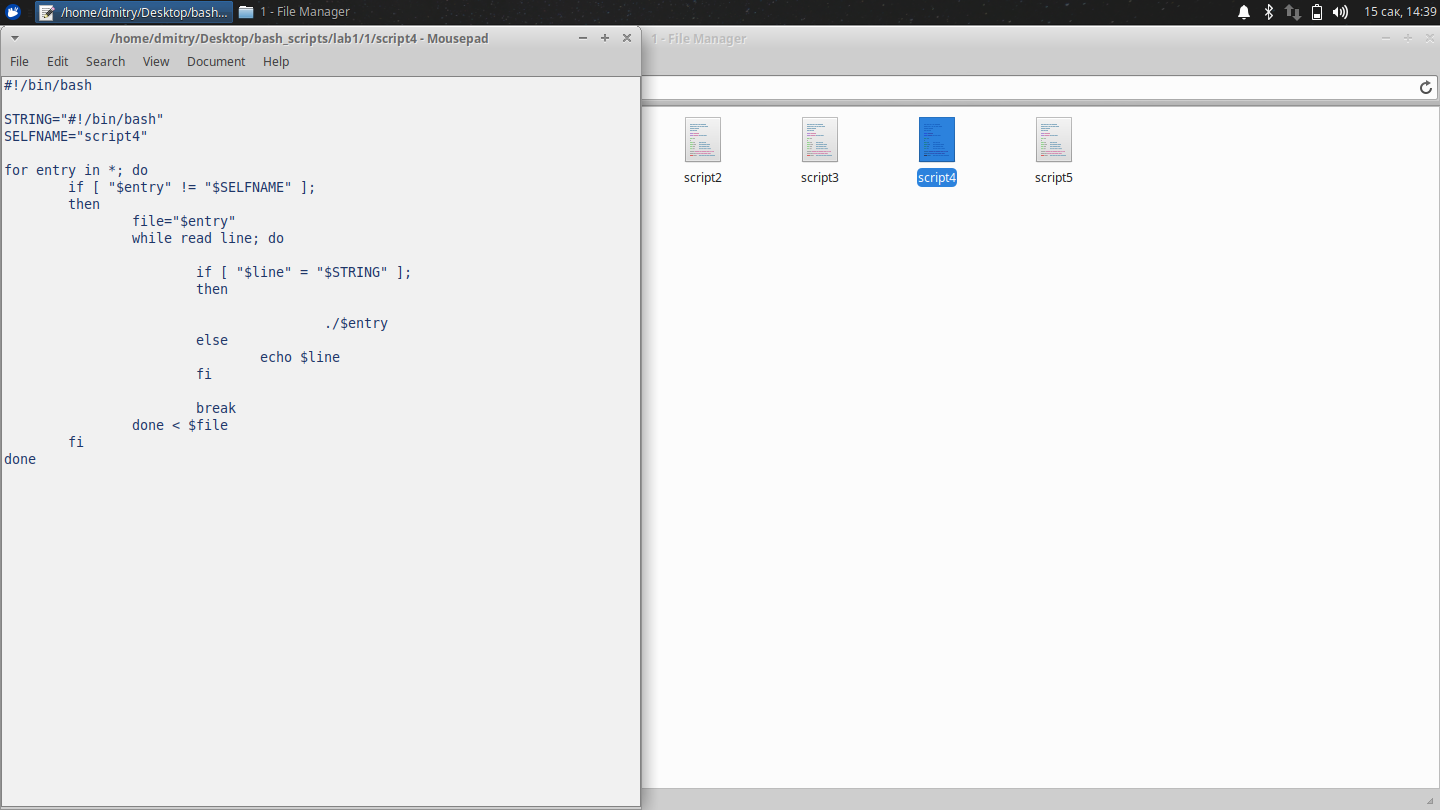 /home/dmitry/Desktop/bash...
1 - File Manager
15 сак, 14:39
/home/dmitry/Desktop/bash_scripts/lab1/1/script4 - Mousepad
1 - File Manager
File Edit Search View Document Help
#!/bin/bash
STRING="#!/bin/bash"
SELFNAME="script4"
for entry in *; do
if [ "$entry" != "$SELFNAME" ];
then
file="$entry"
while read line; do
if [ "$line" = "$STRING" ];
then
./$entry
else
echo $line
fi
break
done < $file
fi
done
script2
script3
script4
script5